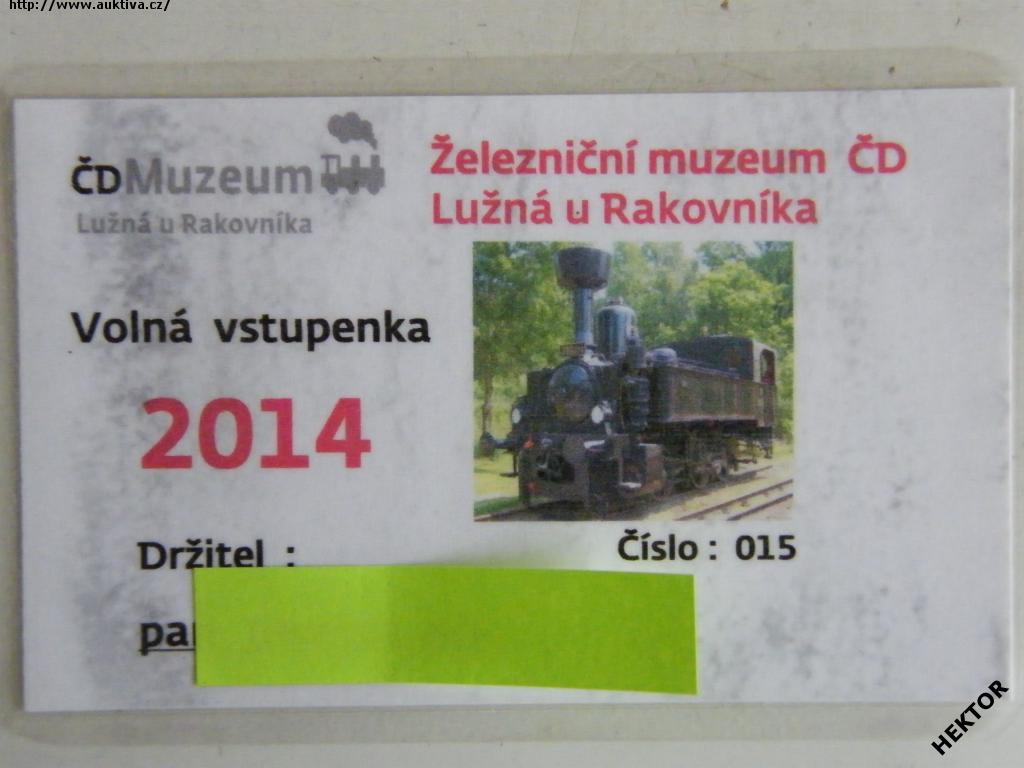 http://www.auktiva.cz/
ČDMuzeum
Lužná u Rakovníka
Železniční muzeum ČD
Lužná u Rakovníka
Volná vstupenka
2014
Držitel :
Číslo : 015
HEKTOR